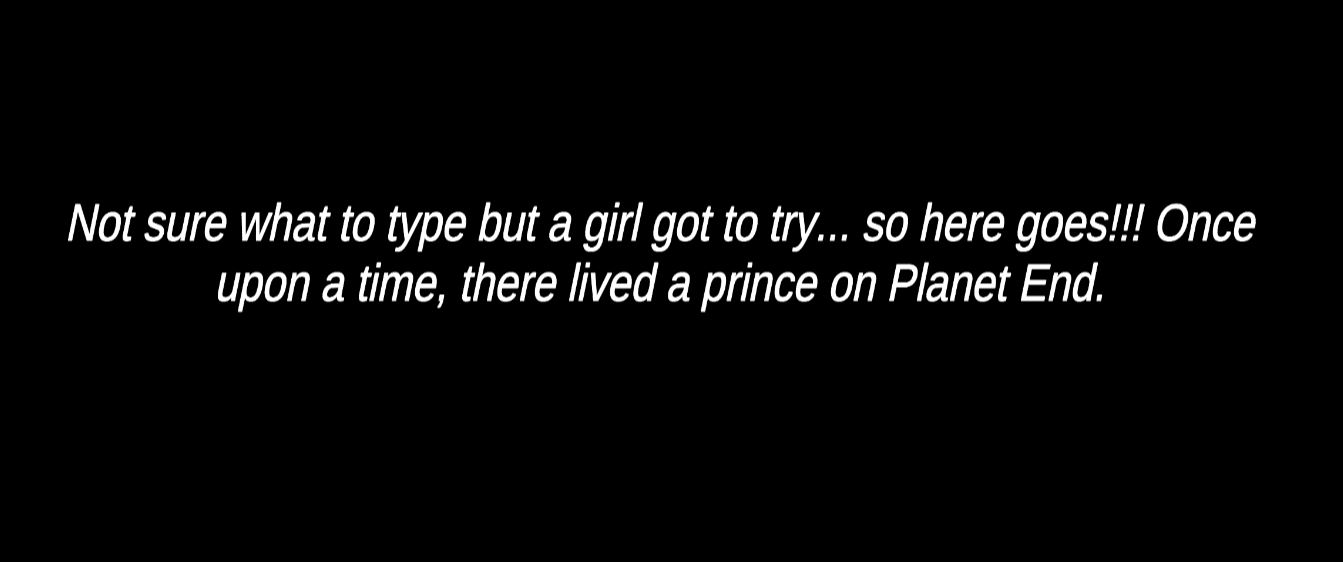 Not sure what to type but a girl got to try... so here goes!!! Once
upon a time, there lived a prince on Planet End.